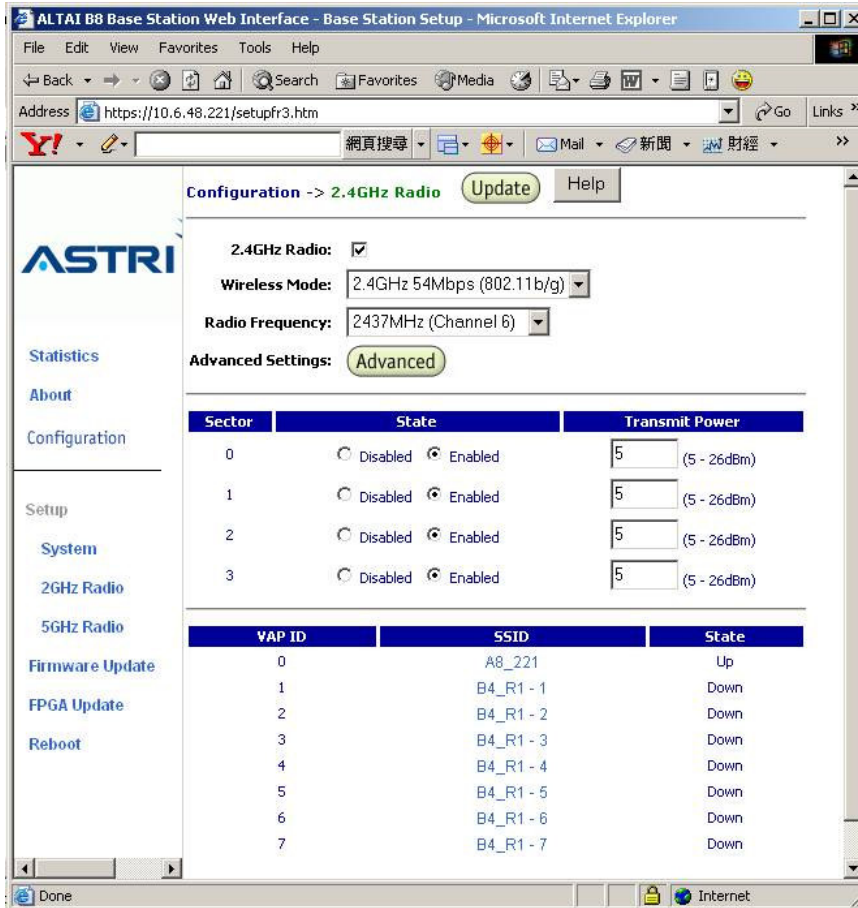 ALTAI B8 Base Station Web Interface - Base Station Setup - Microsoft Internet Explorer
File Edit View Favorites Tools Help
Back Search Favorites Media
Address https://10.6.48.221/setupfr3.htm Go Links »
Y! 網頁搜尋 Mail 新聞 財經 »
Configuration -> 2.4GHz Radio Update Help
ASTRI
2.4GHz Radio:
Wireless Mode: 2.4GHz 54Mbps (802.11b/g)
Radio Frequency: 2437MHz (Channel 6)
Advanced Settings: Advanced
Statistics
About
Configuration
Setup
System
2GHz Radio
5GHz Radio
Firmware Update
FPGA Update
Reboot
Sector State Transmit Power
0 Disabled Enabled 5 (5 - 26dBm)
1 Disabled Enabled 5 (5 - 26dBm)
2 Disabled Enabled 5 (5 - 26dBm)
3 Disabled Enabled 5 (5 - 26dBm)
VAP ID SSID State
0 A8_221 Up
1 B4_R1 - 1 Down
2 B4_R1 - 2 Down
3 B4_R1 - 3 Down
4 B4_R1 - 4 Down
5 B4_R1 - 5 Down
6 B4_R1 - 6 Down
7 B4_R1 - 7 Down
Done Internet